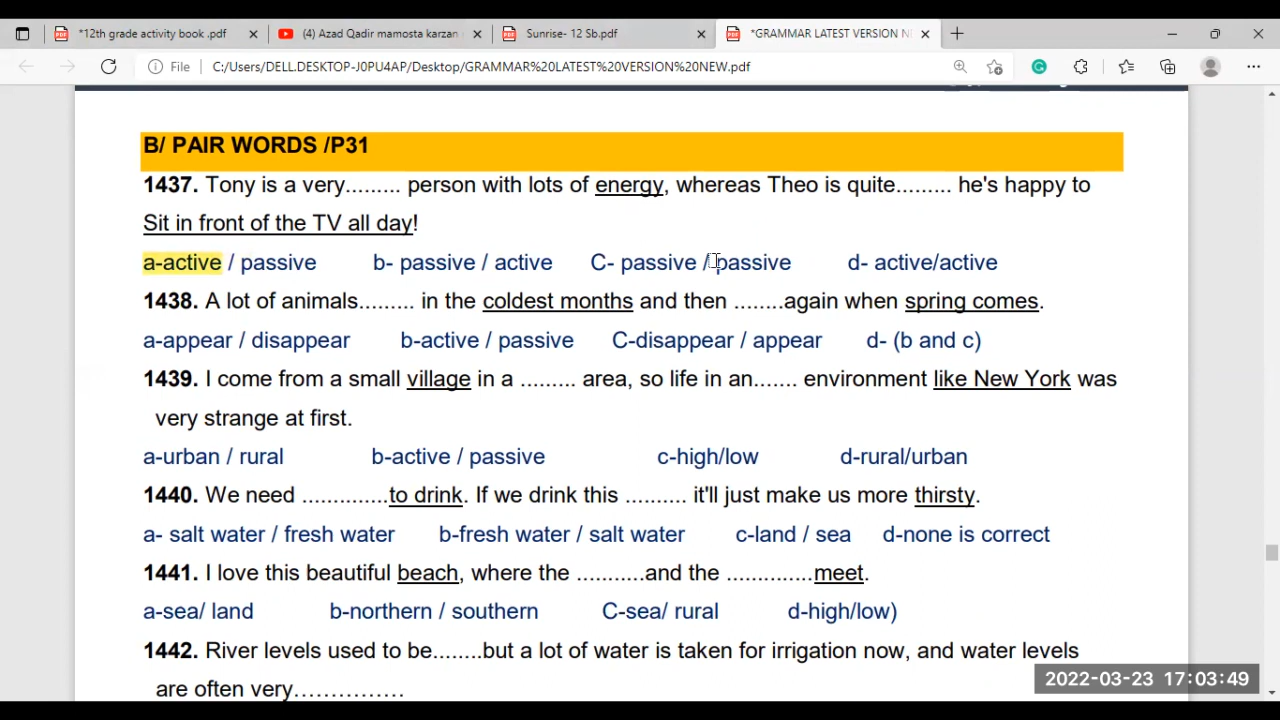 *12th grade activity book .pdf
(4) Azad Qadir mamosta karzan
Sunrise- 12 Sb.pdf
*GRAMMAR LATEST VERSION N
File
C:/Users/DELL.DESKTOP-J0PU4AP/Desktop/GRAMMAR%20LATEST%20VERSION%20NEW.pdf
B/ PAIR WORDS /P31
1437. Tony is a very......... person with lots of energy, whereas Theo is quite......... he's happy to
Sit in front of the TV all day!
a-active / passive b- passive / active C- passive / passive d- active/active
1438. A lot of animals......... in the coldest months and then ........again when spring comes.
a-appear / disappear b-active / passive C-disappear / appear d- (b and c)
1439. I come from a small village in a ......... area, so life in an....... environment like New York was
very strange at first.
a-urban / rural b-active / passive c-high/low d-rural/urban
1440. We need ..............to drink. If we drink this .......... it'll just make us more thirsty.
a- salt water / fresh water b-fresh water / salt water c-land / sea d-none is correct
1441. I love this beautiful beach, where the ...........and the ..............meet.
a-sea/ land b-northern / southern C-sea/ rural d-high/low)
1442. River levels used to be........but a lot of water is taken for irrigation now, and water levels
are often very……………
2022-03-23 17:03:49